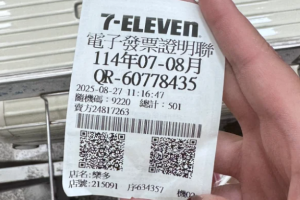 7-ELEVEN
電子發票證明聯
114年07-08月
QR-60778435
2025-08-27 11:16:47
隨機碼:9220 總計:501
賣方24817263
店名:樂多
店號:215091 序634357 機